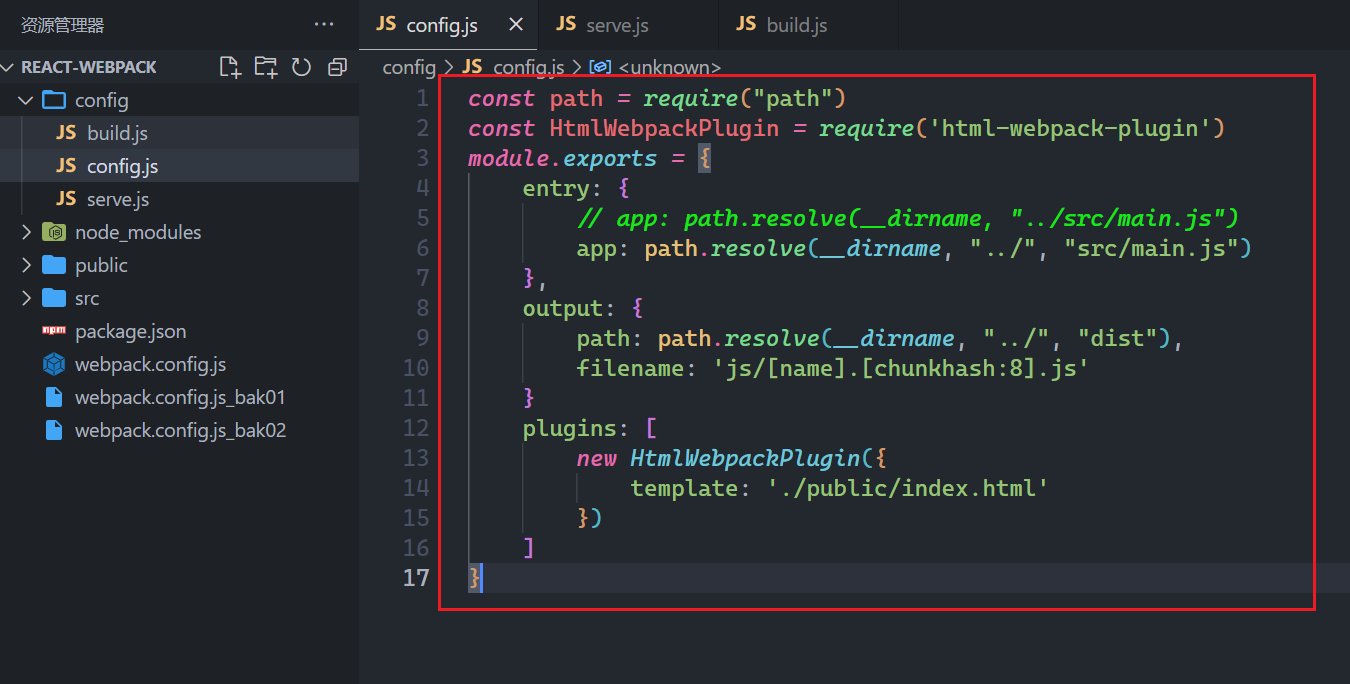 资源管理器 ···
REACT-WEBPACK
config
JS build.js
JS config.js
JS serve.js
node_modules
public
src
npm package.json
webpack.config.js
webpack.config.js_bak01
webpack.config.js_bak02
JS config.js × JS serve.js JS build.js
config > JS config.js > <unknown>
1 const path = require("path")
2 const HtmlWebpackPlugin = require('html-webpack-plugin')
3 module.exports = {
4 entry: {
5 // app: path.resolve(__dirname, "../src/main.js")
6 app: path.resolve(__dirname, "../", "src/main.js")
7 },
8 output: {
9 path: path.resolve(__dirname, "../", "dist"),
10 filename: 'js/[name].[chunkhash:8].js'
11 }
12 plugins: [
13 new HtmlWebpackPlugin({
14 template: './public/index.html'
15 })
16 ]
17 }